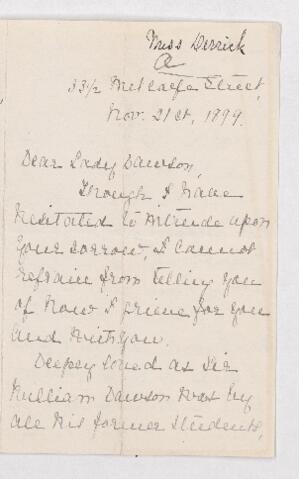 Miss Derrick
a
33½ Metcalfe Street,
Nov. 21st, 1899.
Dear Lady Dawson,
Though I have
hesitated to intrude upon
your sorrow, I cannot
refrain from telling you
of how I grieve for you
and with you.
Deeply loved as Sir
William Dawson was by
all his former students,